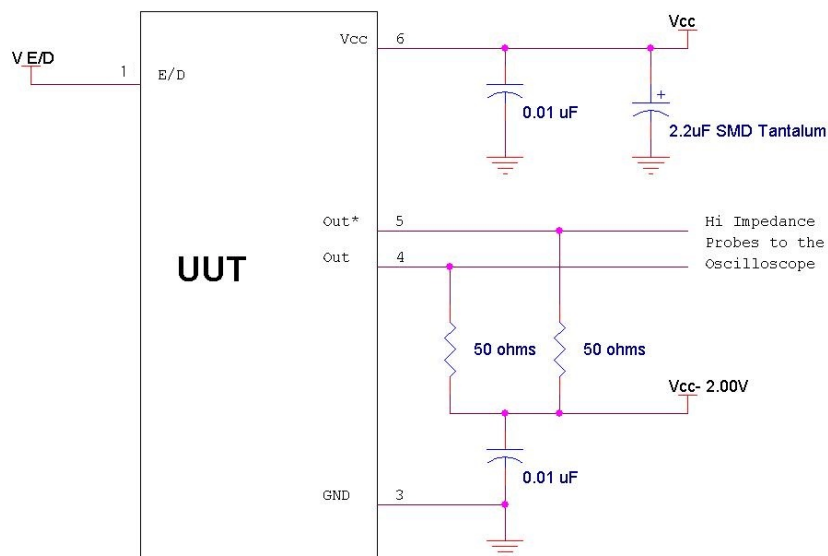 Vcc
6
Vcc
V E/D
1
E/D
0.01 uF
+
2.2uF SMD Tantalum
Out*
5
Hi Impedance
Probes to the
Oscilloscope
Out
4
UUT
50 ohms
50 ohms
Vcc- 2.00V
0.01 uF
GND
3